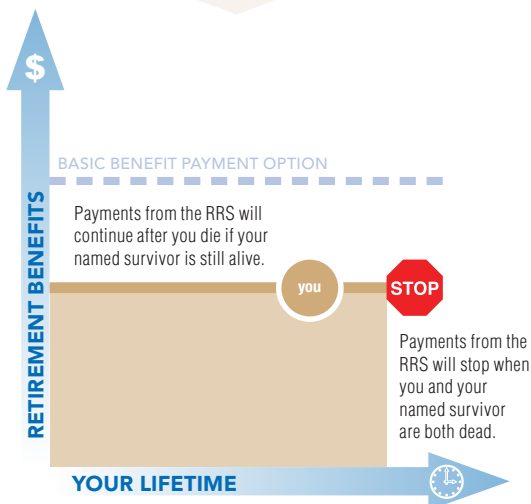 $
BASIC BENEFIT PAYMENT OPTION
Payments from the RRS will
continue after you die if your
named survivor is still alive.
RETIREMENT BENEFITS
you
STOP
Payments from the
RRS will stop when
you and your
named survivor
are both dead.
YOUR LIFETIME